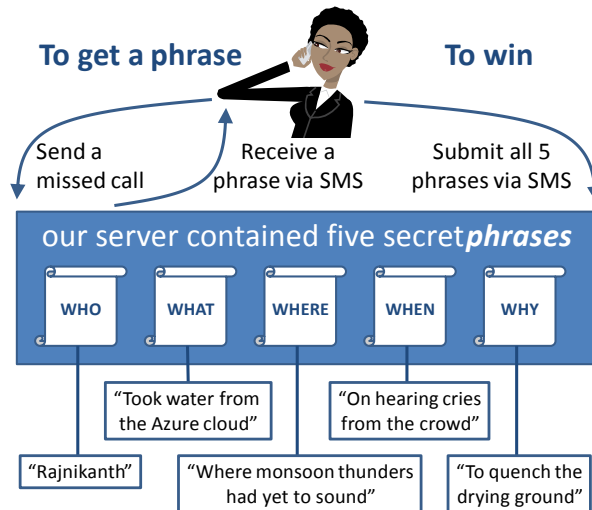 To get a phrase
To win
Send a
missed call
Receive a
phrase via SMS
Submit all 5
phrases via SMS
our server contained five secret phrases
WHO
WHAT
WHERE
WHEN
WHY
“Took water from
the Azure cloud”
“On hearing cries
from the crowd”
“Rajnikanth”
“Where monsoon thunders
had yet to sound”
“To quench the
drying ground”